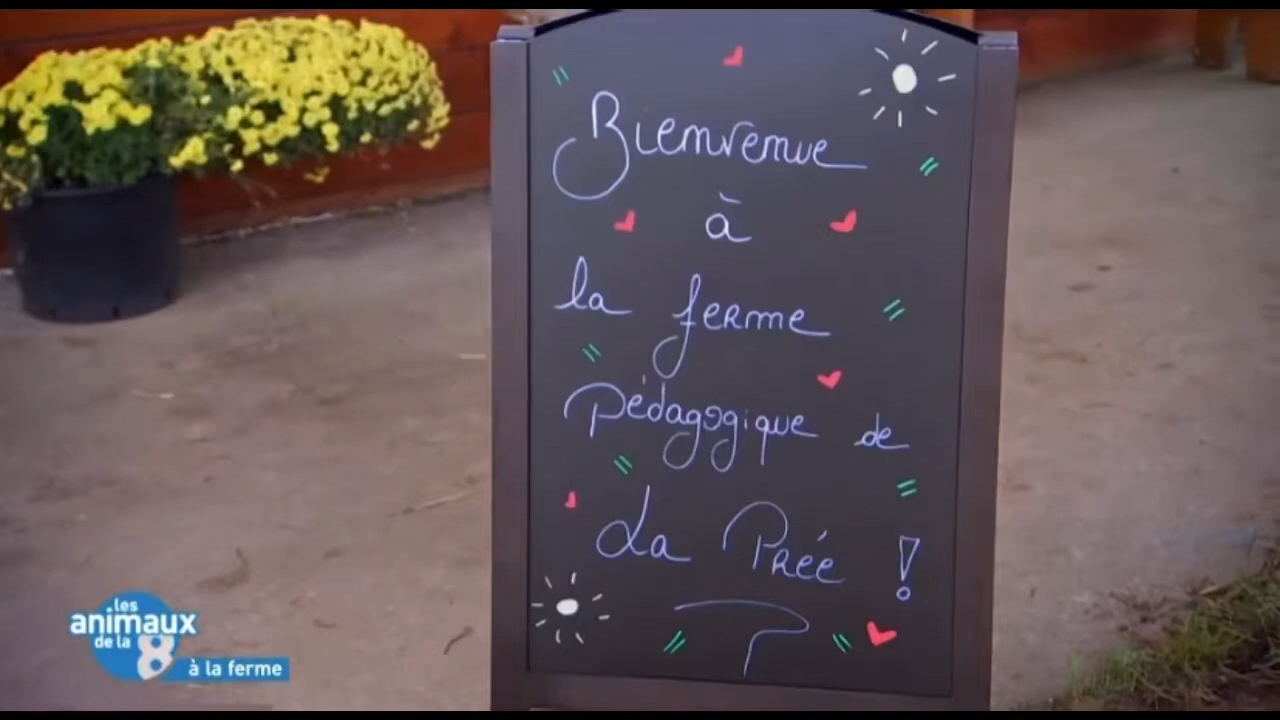 Bienvenue
à
la ferme
pédagogique de
La Prée !
les
animaux
de la 8
à la ferme